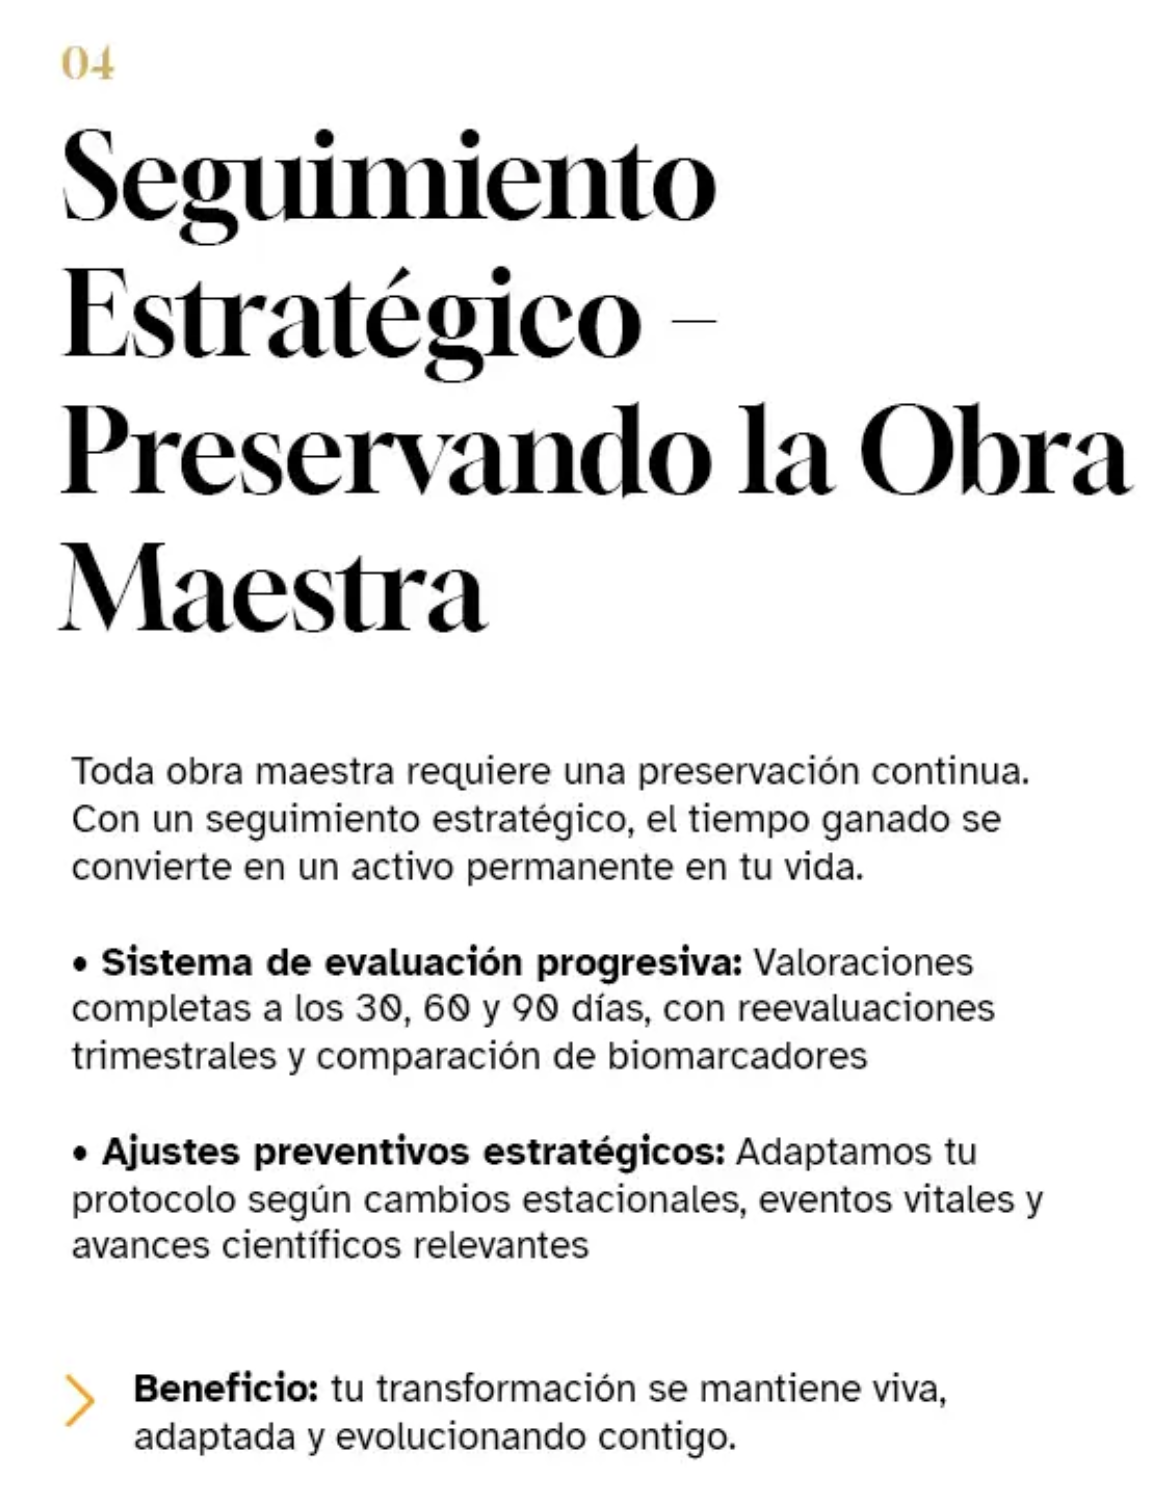 04
Seguimiento
Estratégico –
Preservando la Obra
Maestra
Toda obra maestra requiere una preservación continua.
Con un seguimiento estratégico, el tiempo ganado se
convierte en un activo permanente en tu vida.
• Sistema de evaluación progresiva: Valoraciones
completas a los 30, 60 y 90 días, con reevaluaciones
trimestrales y comparación de biomarcadores
• Ajustes preventivos estratégicos: Adaptamos tu
protocolo según cambios estacionales, eventos vitales y
avances científicos relevantes
Beneficio: tu transformación se mantiene viva,
adaptada y evolucionando contigo.